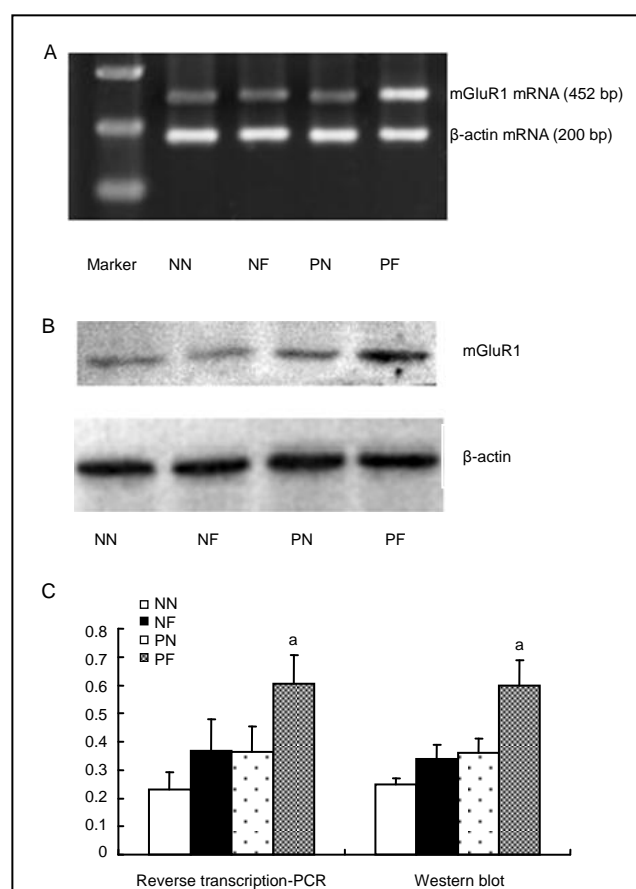 A
mGluR1 mRNA (452 bp)
β-actin mRNA (200 bp)
Marker NN NF PN PF
B
mGluR1
β-actin
NN NF PN PF
C
NN
NF
PN
PF
0.8
0.7
0.6
0.5
0.4
0.3
0.2
0.1
0
a
a
Reverse transcription-PCR Western blot